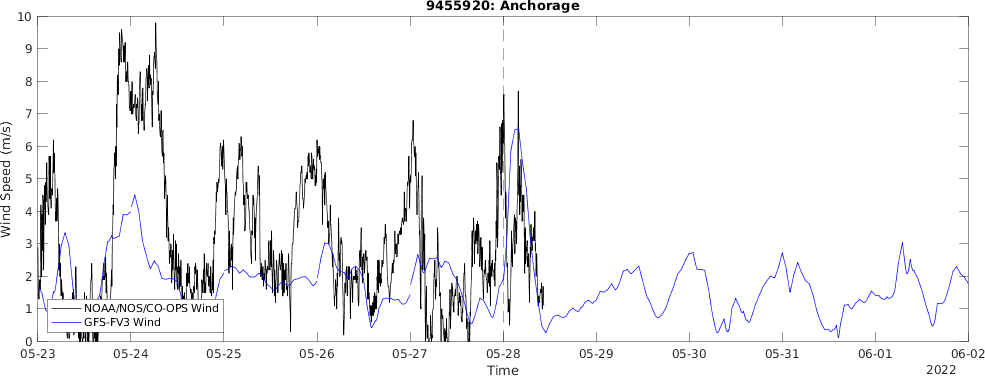 9455920: Anchorage
Wind Speed (m/s)
10
9
8
7
6
5
4
3
2
1
0
NOAA/NOS/CO-OPS Wind
GFS-FV3 Wind
05-23 05-24 05-25 05-26 05-27 05-28 05-29 05-30 05-31 06-01 06-02
Time
2022